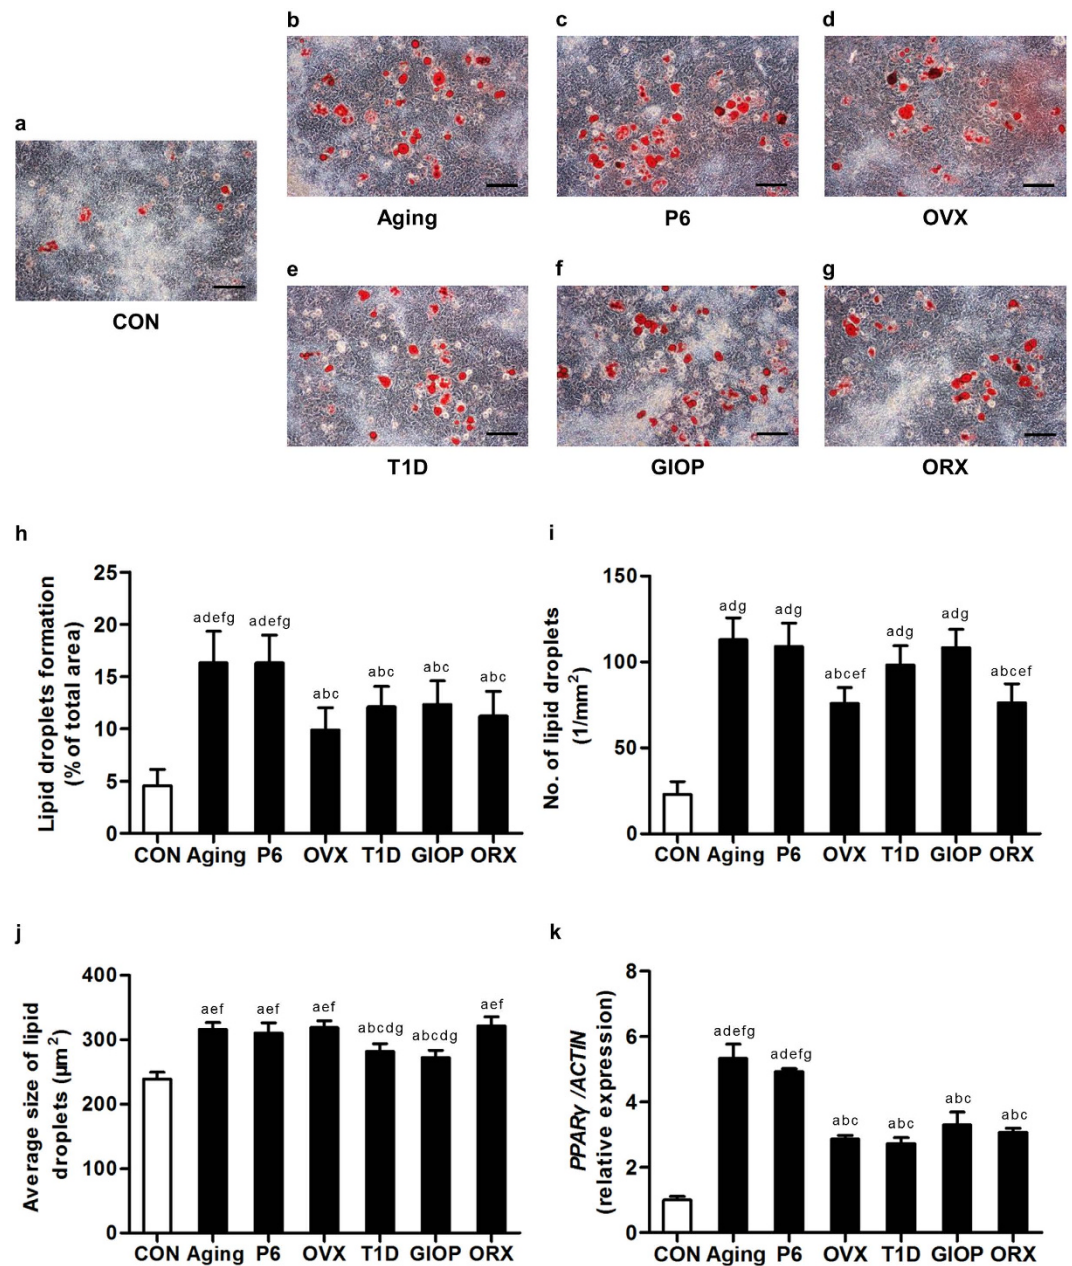 a
CON
b
Aging
c
P6
d
OVX
e
T1D
f
GIOP
g
ORX
h
Lipid droplets formation
(% of total area)
25
20
15
10
5
0
adefg
adefg
abc
abc
abc
abc
CON Aging P6 OVX T1D GIOP ORX
i
No. of lipid droplets
(1/mm²)
150
100
50
0
adg
adg
abcef
adg
adg
abcef
CON Aging P6 OVX T1D GIOP ORX
j
Average size of lipid
droplets (µm²)
400
300
200
100
0
aef
aef
aef
abcdg
abcdg
aef
CON Aging P6 OVX T1D GIOP ORX
k
PPARγ /ACTIN
(relative expression)
8
6
4
2
0
adefg
adefg
abc
abc
abc
abc
CON Aging P6 OVX T1D GIOP ORX